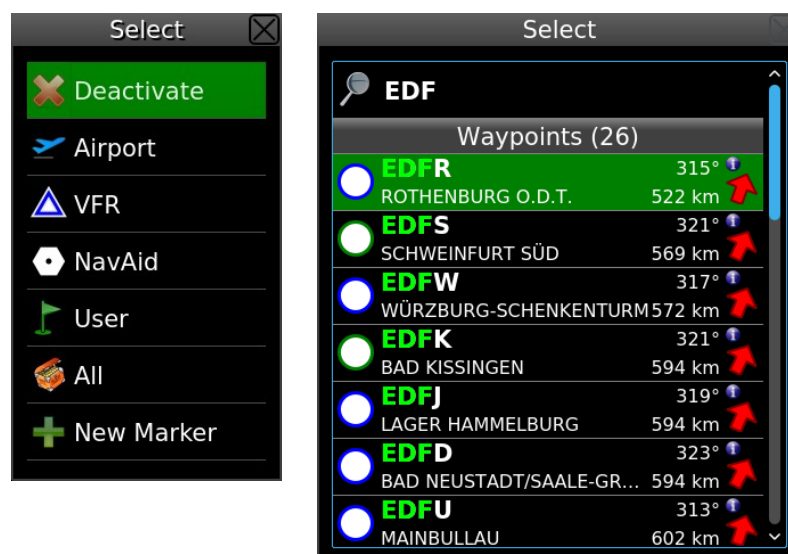 Select
Deactivate
Airport
VFR
NavAid
User
All
New Marker
Select
EDF
Waypoints (26)
EDFR 315°
ROTHENBURG O.D.T. 522 km
EDFS 321°
SCHWEINFURT SÜD 569 km
EDFW 317°
WÜRZBURG-SCHENKENTURM 572 km
EDFK 321°
BAD KISSINGEN 594 km
EDFJ 319°
LAGER HAMMELBURG 594 km
EDFD 323°
BAD NEUSTADT/SAALE-GR... 594 km
EDFU 313°
MAINBULLAU 602 km